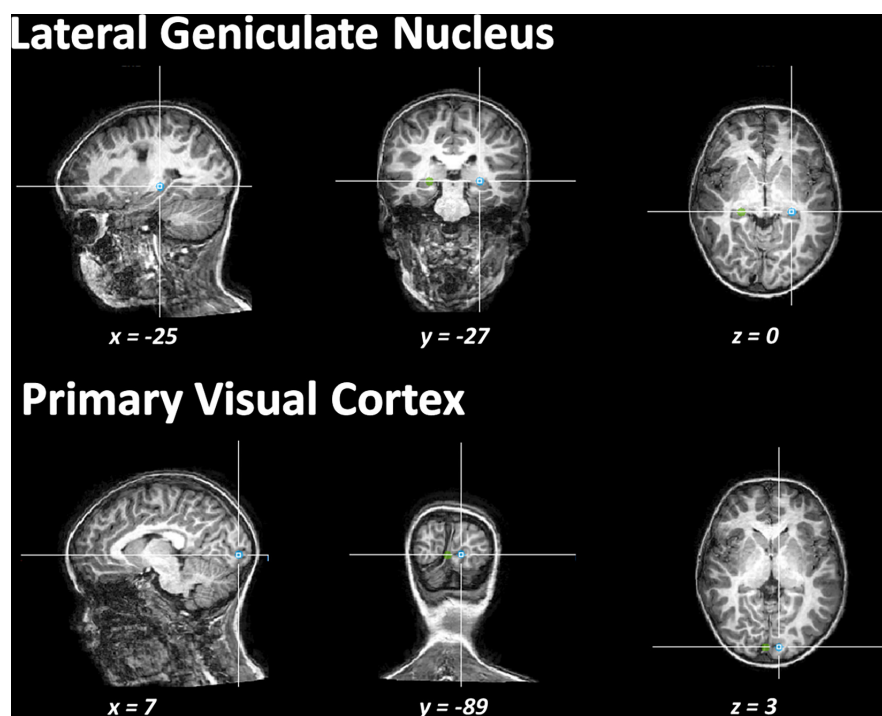 Lateral Geniculate Nucleus
x = -25 y = -27 z = 0
Primary Visual Cortex
x = 7 y = -89 z = 3